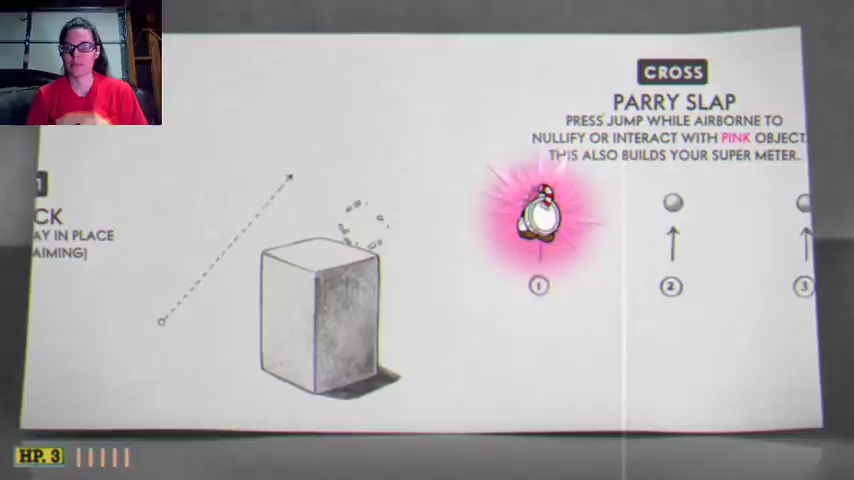 CROSS
PARRY SLAP
PRESS JUMP WHILE AIRBORNE TO
NULLIFY OR INTERACT WITH PINK OBJECT
THIS ALSO BUILDS YOUR SUPER METER.
1
CK
AY IN PLACE
AIMING)
1
2
3
HP. 3